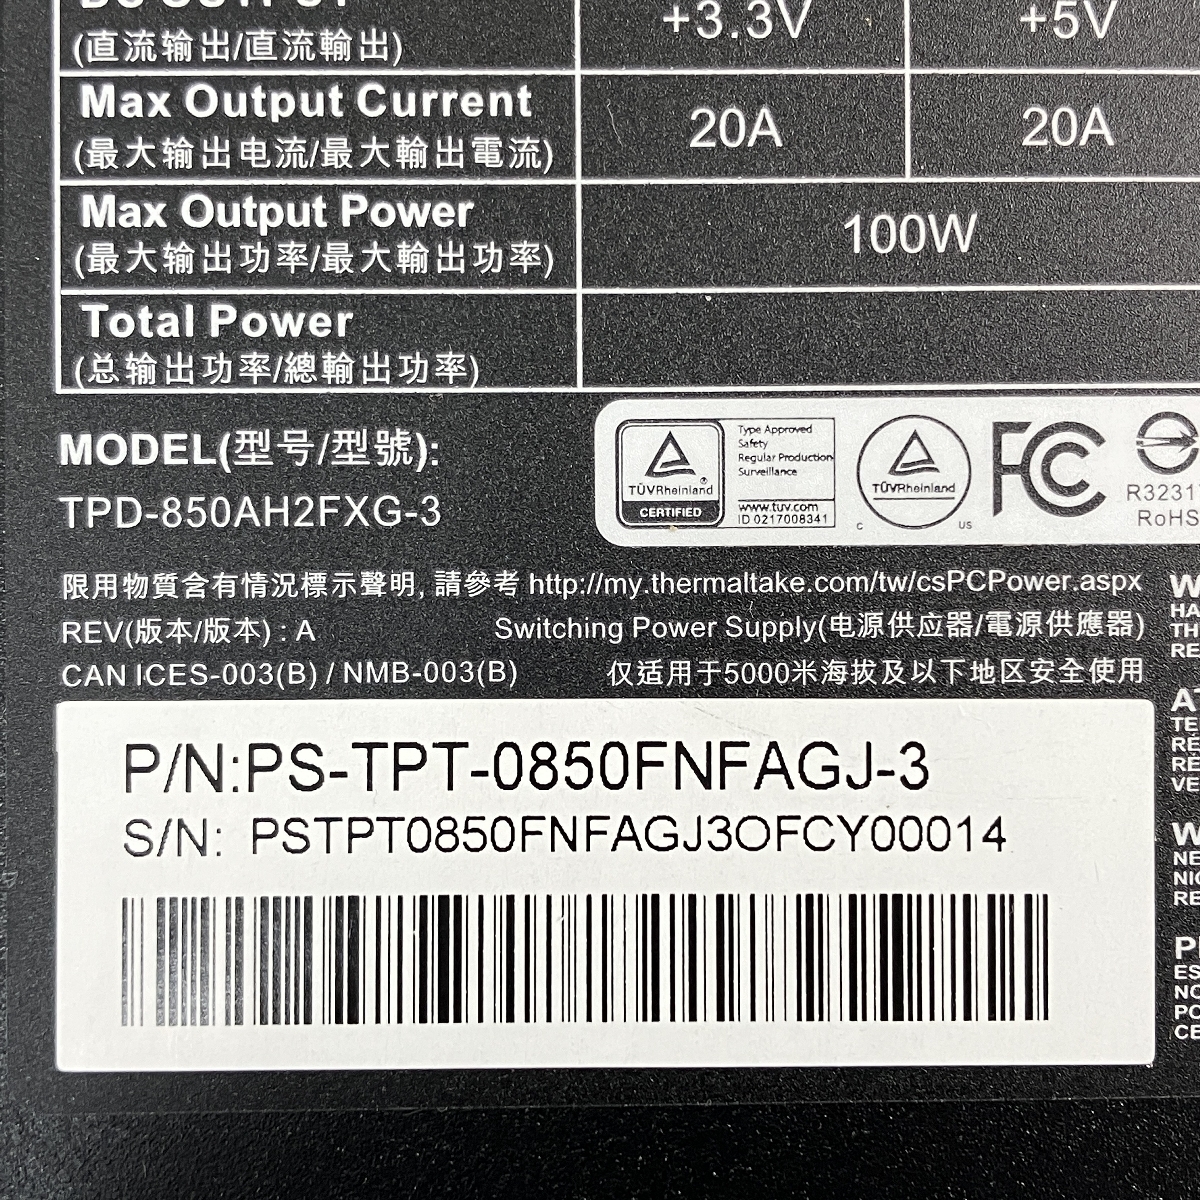 DC OUTPUT
+3.3V
+5V
(直流输出/直流輸出)
Max Output Current
20A
20A
(最大输出电流/最大輸出電流)
Max Output Power
100W
(最大输出功率/最大輸出功率)
Total Power
(总输出功率/總輸出功率)
MODEL(型号/型號):
TPD-850AH2FXG-3
TÜVRheinland
CERTIFIED
Type Approved
Safety
Regular Production
Surveillance
www.tuv.com
ID 0217008341
TÜVRheinland
C US
FC
R3231
RoHS
限用物質含有情況標示聲明, 請參考 http://my.thermaltake.com/tw/csPCPower.aspx
REV(版本/版本) : A
Switching Power Supply(电源供应器/電源供應器)
CAN ICES-003(B) / NMB-003(B)
仅适用于5000米海拔及以下地区安全使用
P/N:PS-TPT-0850FNFAGJ-3
S/N: PSTPT0850FNFAGJ3OFCY00014